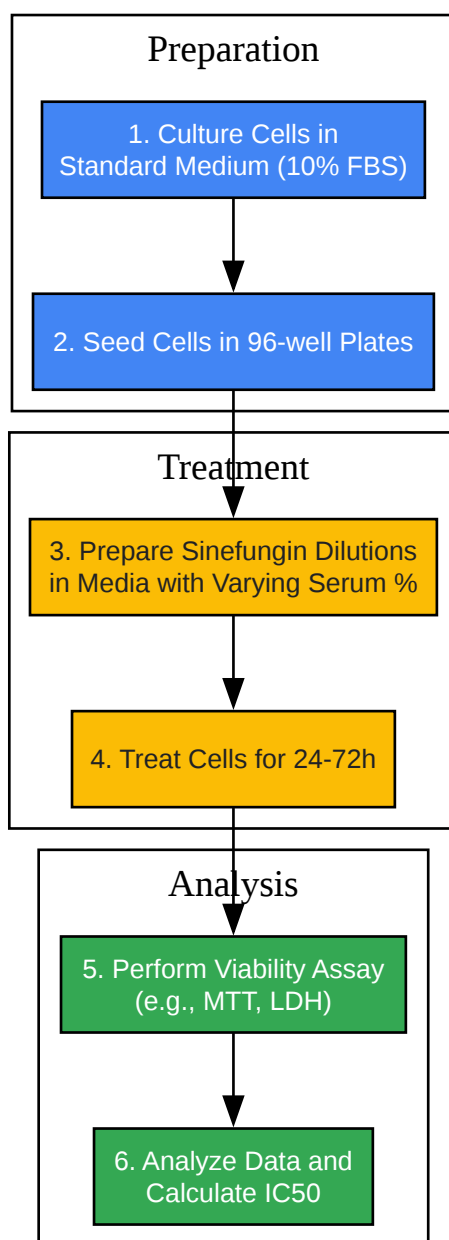 Preparation
1. Culture Cells in
Standard Medium (10% FBS)
2. Seed Cells in 96-well Plates
Treatment
3. Prepare Sinefungin Dilutions
in Media with Varying Serum %
4. Treat Cells for 24-72h
Analysis
5. Perform Viability Assay
(e.g., MTT, LDH)
6. Analyze Data and
Calculate IC50